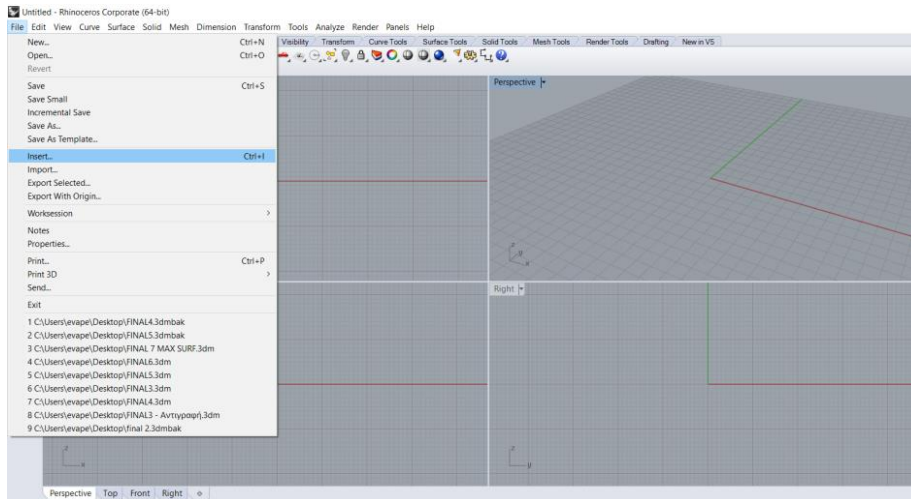 Untitled - Rhinoceros Corporate (64-bit)
File Edit View Curve Surface Solid Mesh Dimension Transform Tools Analyze Render Panels Help
Visibility Transform Curve Tools Surface Tools Solid Tools Mesh Tools Render Tools Drafting New in V5
New... Ctrl+N
Open... Ctrl+O
Revert
Save Ctrl+S
Save Small
Incremental Save
Save As...
Save As Template...
Insert... Ctrl+I
Import...
Export Selected...
Export With Origin...
Worksession
Notes
Properties...
Print... Ctrl+P
Print 3D
Send...
Exit
1 C:\Users\evape\Desktop\FINAL4.3dmbak
2 C:\Users\evape\Desktop\FINAL5.3dmbak
3 C:\Users\evape\Desktop\FINAL 7 MAX SURF.3dm
4 C:\Users\evape\Desktop\FINAL6.3dm
5 C:\Users\evape\Desktop\FINAL5.3dm
6 C:\Users\evape\Desktop\FINAL3.3dm
7 C:\Users\evape\Desktop\FINAL4.3dm
8 C:\Users\evape\Desktop\FINAL3 - Αντιγραφή.3dm
9 C:\Users\evape\Desktop\final 2.3dmbak
Perspective
z
y
x
Right
z
x
z
y
Perspective Top Front Right